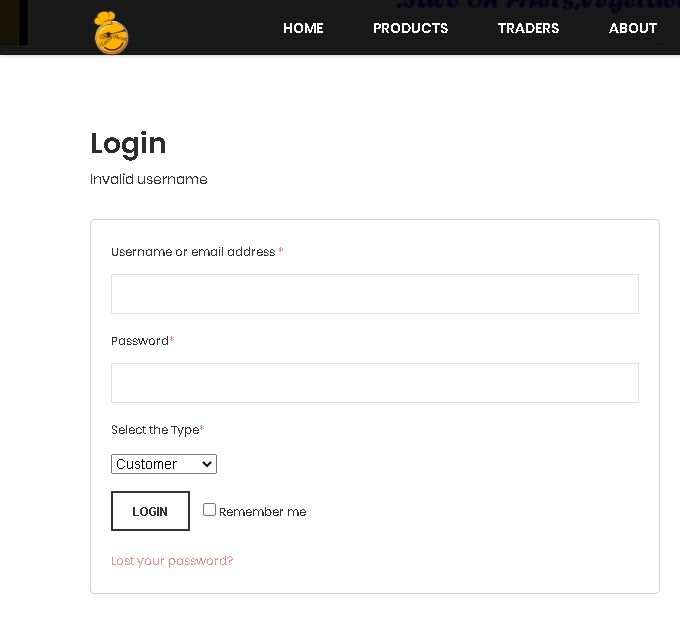 HOME PRODUCTS TRADERS ABOUT
Login
Invalid username
Username or email address *
Password*
Select the Type*
Customer
LOGIN Remember me
Lost your password?